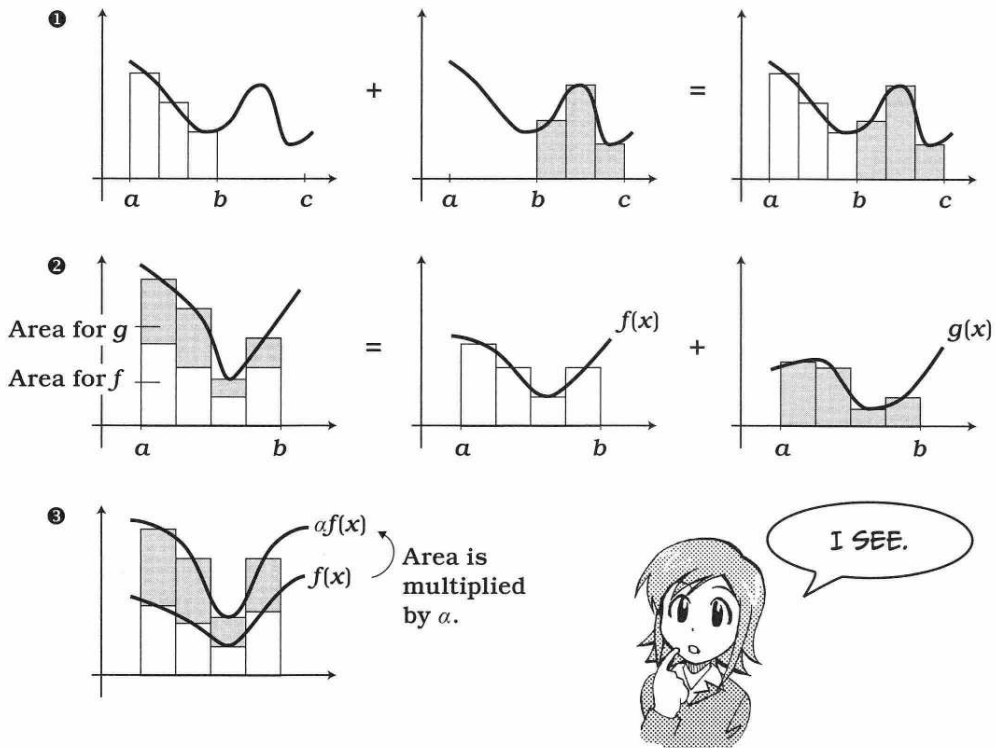 ❶
+
=
a b c
a b c
a b c
❷
Area for g
Area for f
=
f(x)
+
g(x)
a b
a b
a b
❸
αf(x)
f(x)
Area is
multiplied
by α.
I SEE.